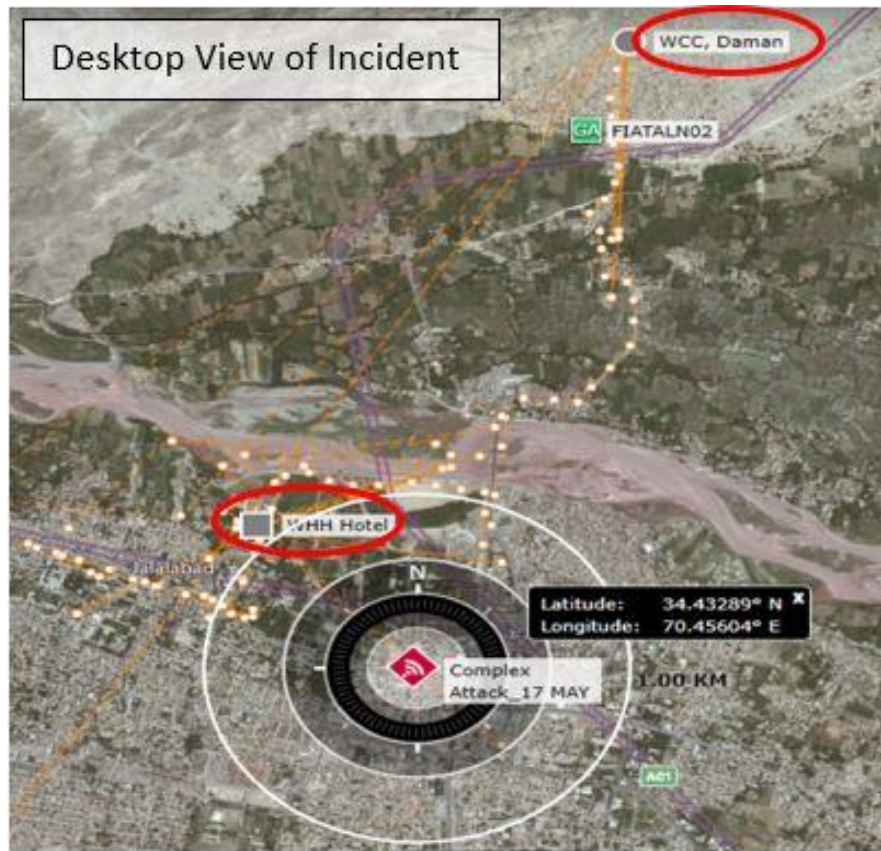 Desktop View of Incident
WCC, Daman
GA FIATALN02
WHH Hotel
Jalalabad
N
Latitude: 34.43289° N x
Longitude: 70.45604° E
Complex
Attack_17 MAY
1.00 KM
A01